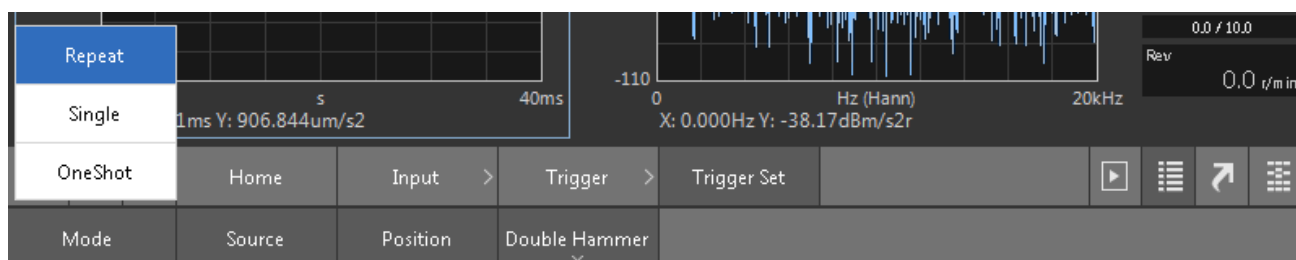 0.0 / 10.0
Repeat
Rev
-110
0.0 r/min
s
40ms
0
Hz (Hann)
20kHz
Single
1ms Y: 906.844um/s2
X: 0.000Hz Y: -38.17dBm/s2r
OneShot
Home
Input
Trigger
Trigger Set
Mode
Source
Position
Double Hammer